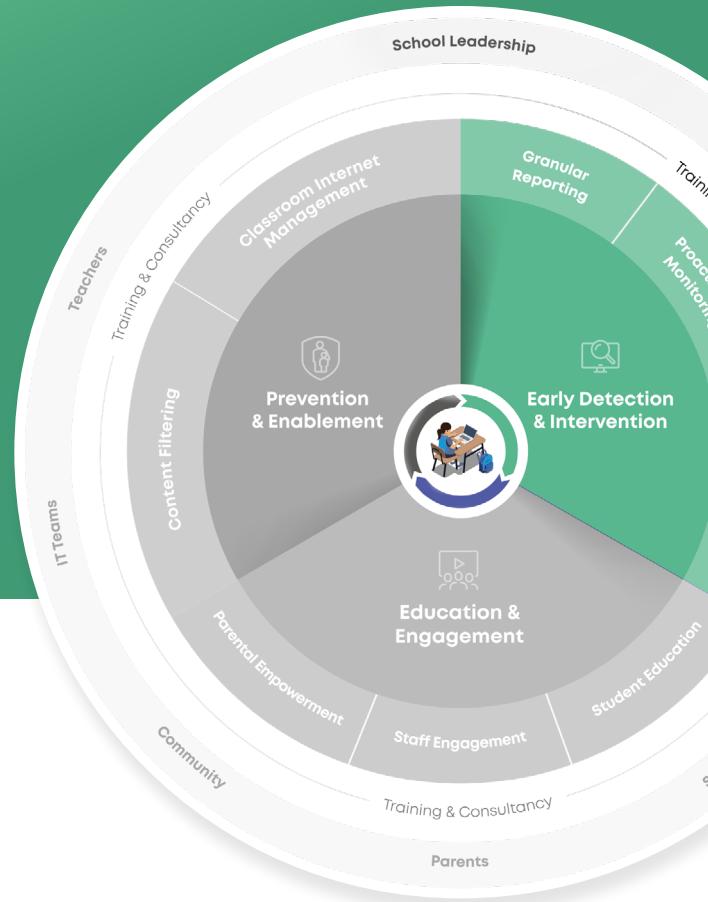 School Leadership
Granular
Reporting
Classroom Internet
Management
Training & Consultancy
Teachers
Prevention
& Enablement
Early Detection
& Intervention
Content Filtering
IT Teams
Education &
Engagement
Parental Empowerment
Staff Engagement
Student Education
Community
Training & Consultancy
Parents